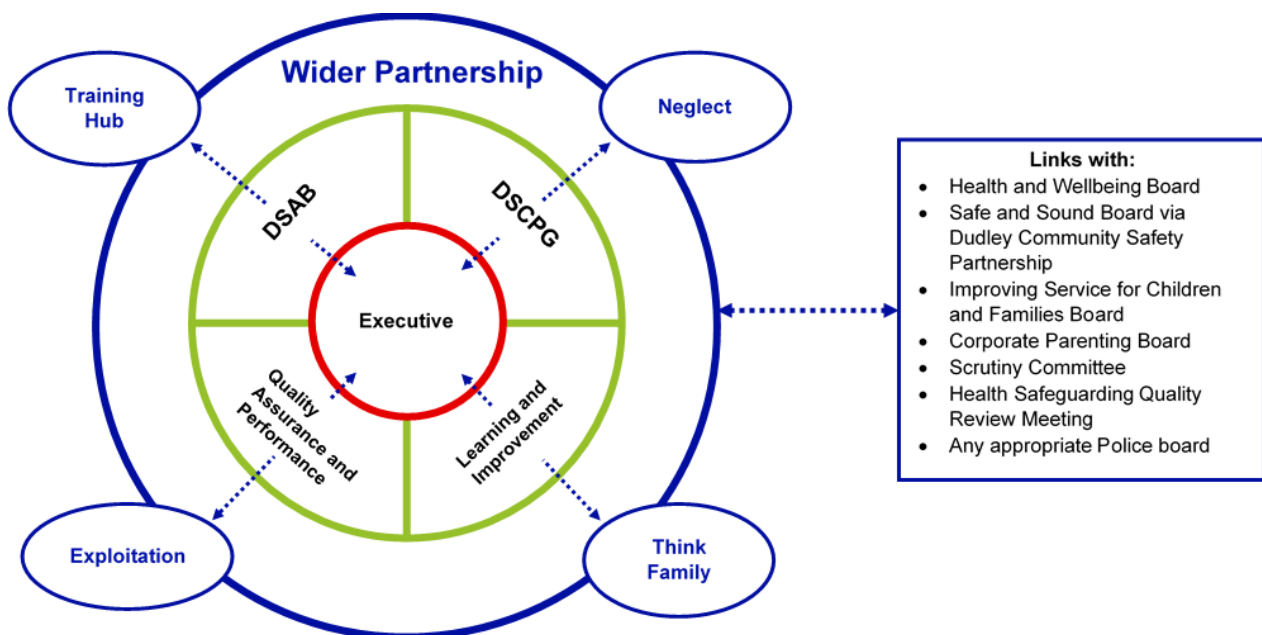 Wider Partnership
Training
Hub
Neglect
DSAB
DSCPG
Executive
Quality
Assurance and
Performance
Learning and
Improvement
Exploitation
Think
Family
Links with:
• Health and Wellbeing Board
• Safe and Sound Board via
Dudley Community Safety
Partnership
• Improving Service for Children
and Families Board
• Corporate Parenting Board
• Scrutiny Committee
• Health Safeguarding Quality
Review Meeting
• Any appropriate Police board